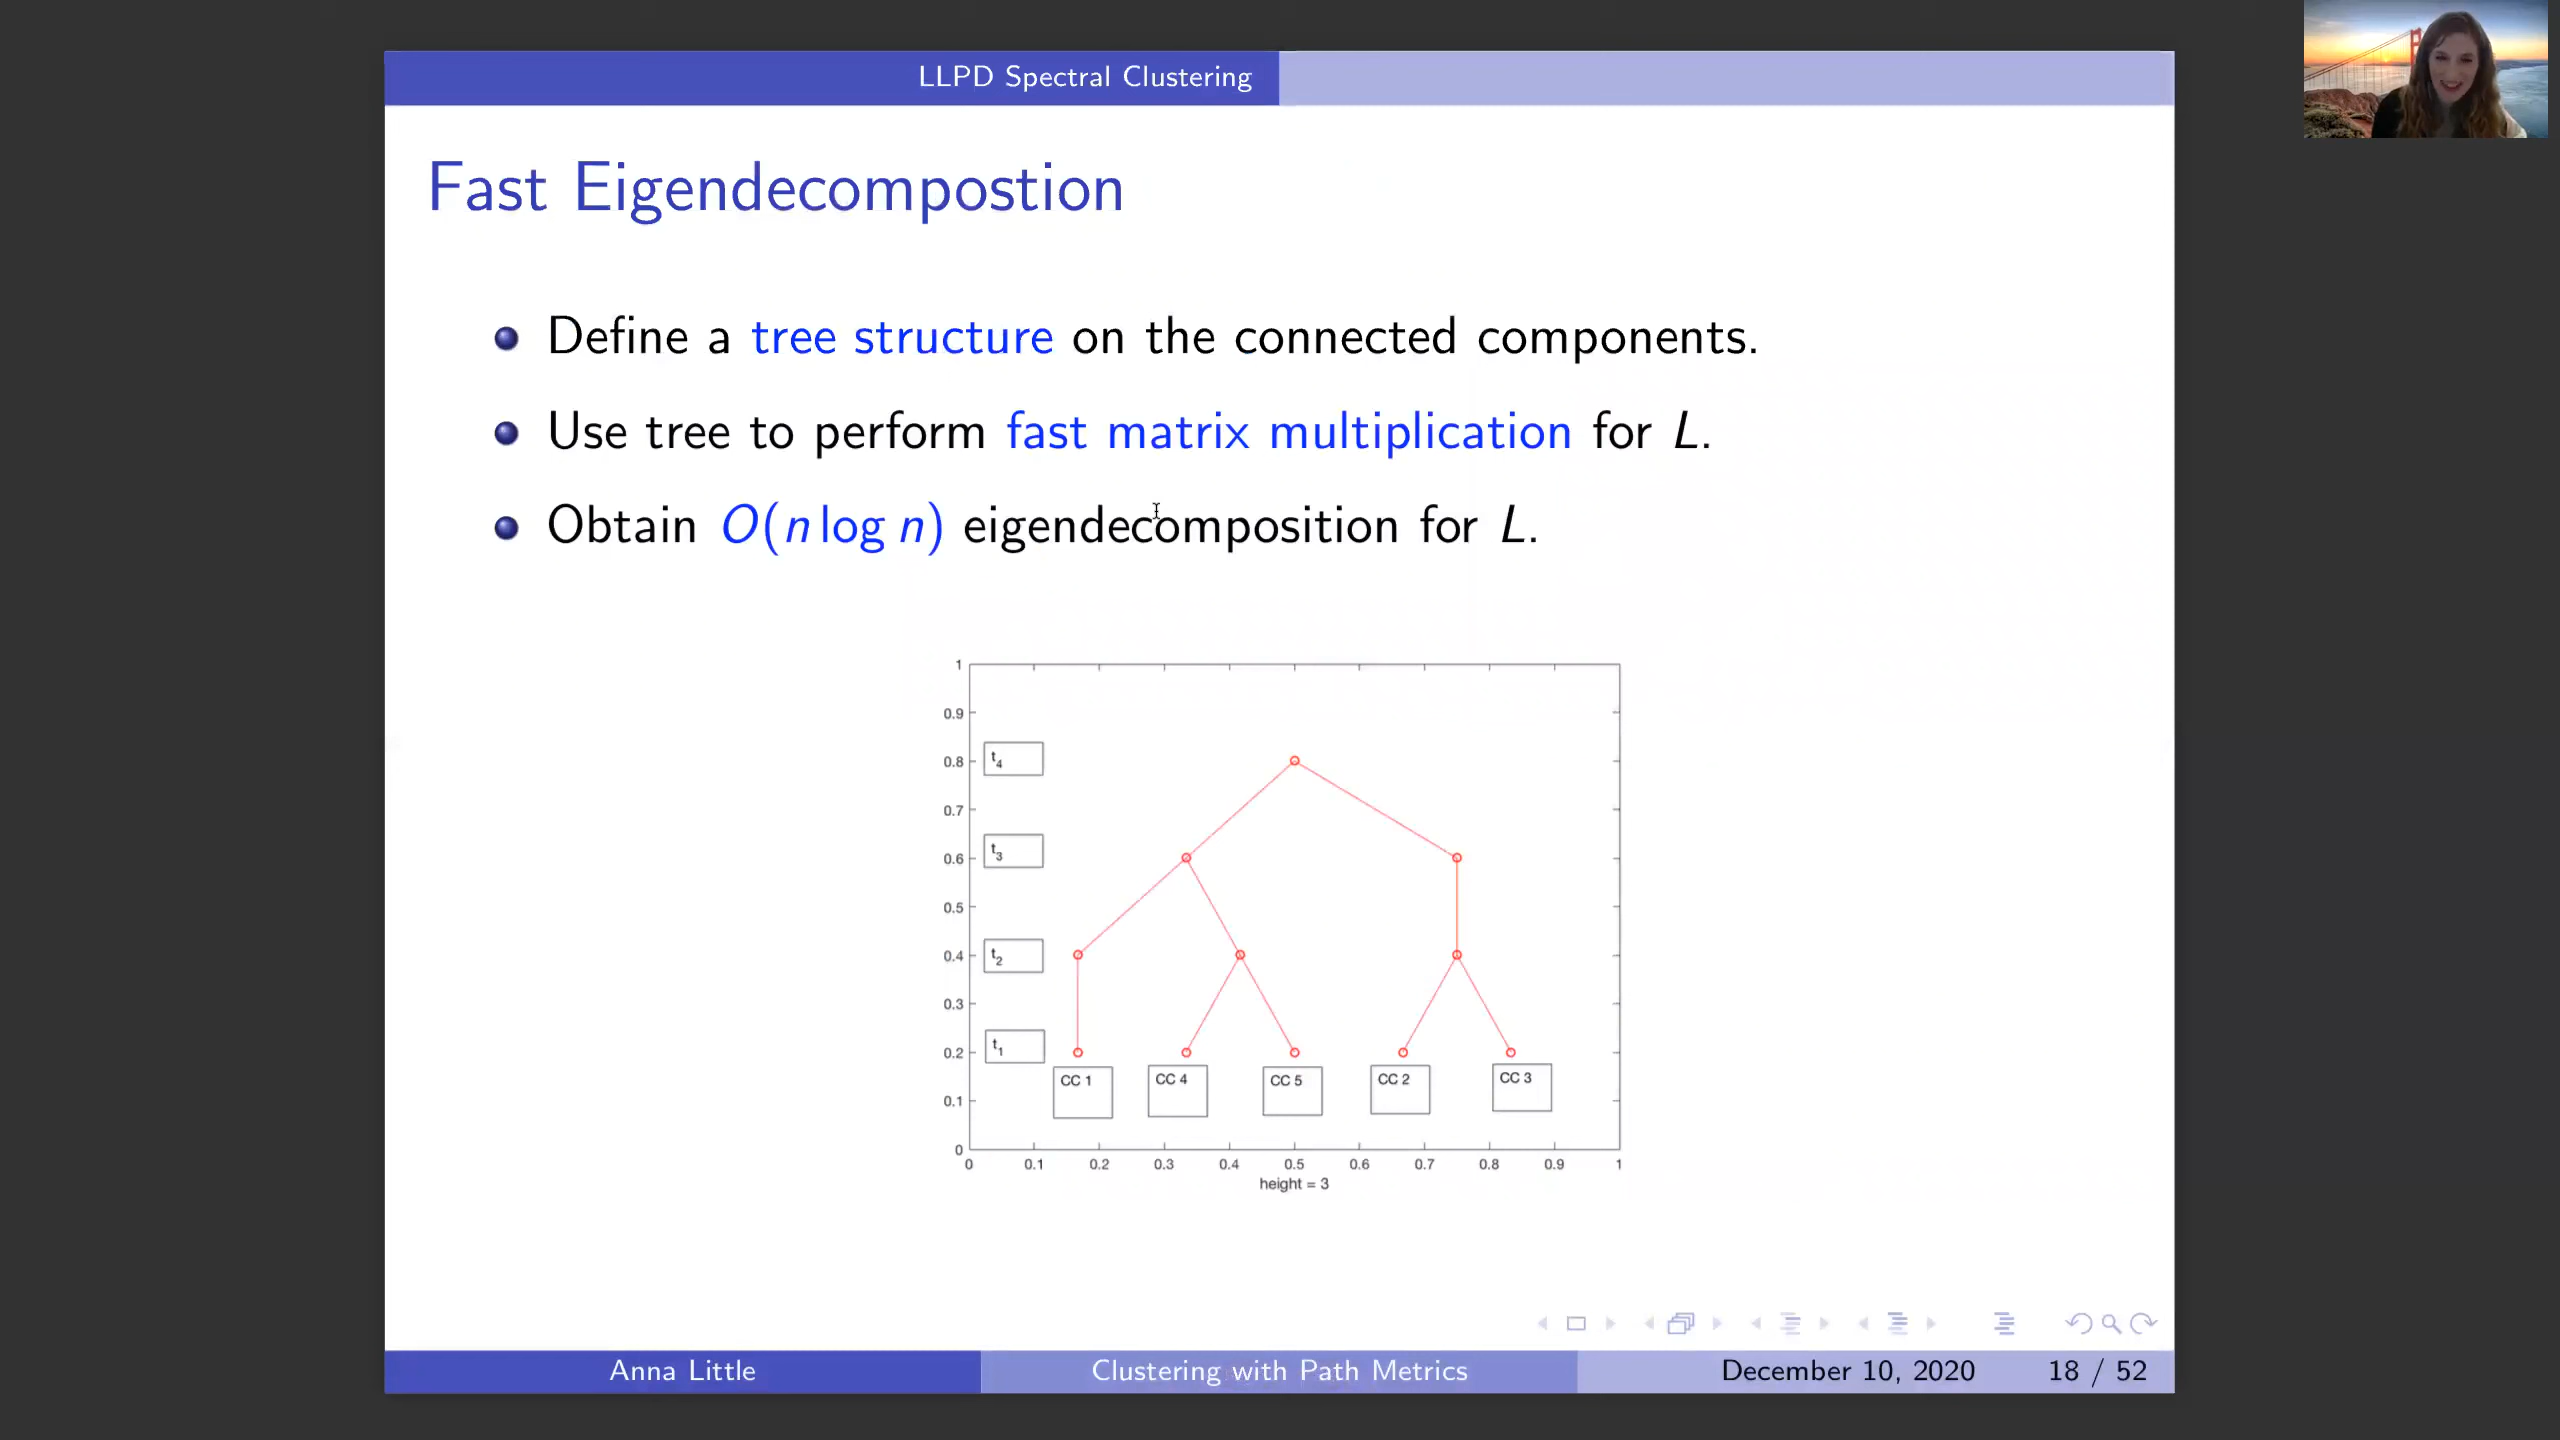 LLPD Spectral Clustering
Fast Eigendecompostion
Define a tree structure on the connected components.
Use tree to perform fast matrix multiplication for L.
Obtain O(n log n) eigendecomposition for L.
1
0.9
0.8
0.7
0.6
0.5
0.4
0.3
0.2
0.1
0
t4
t3
t2
t1
CC 1 CC 4 CC 5 CC 2 CC 3
0 0.1 0.2 0.3 0.4 0.5 0.6 0.7 0.8 0.9 1
height = 3
Anna Little Clustering with Path Metrics December 10, 2020 18 / 52